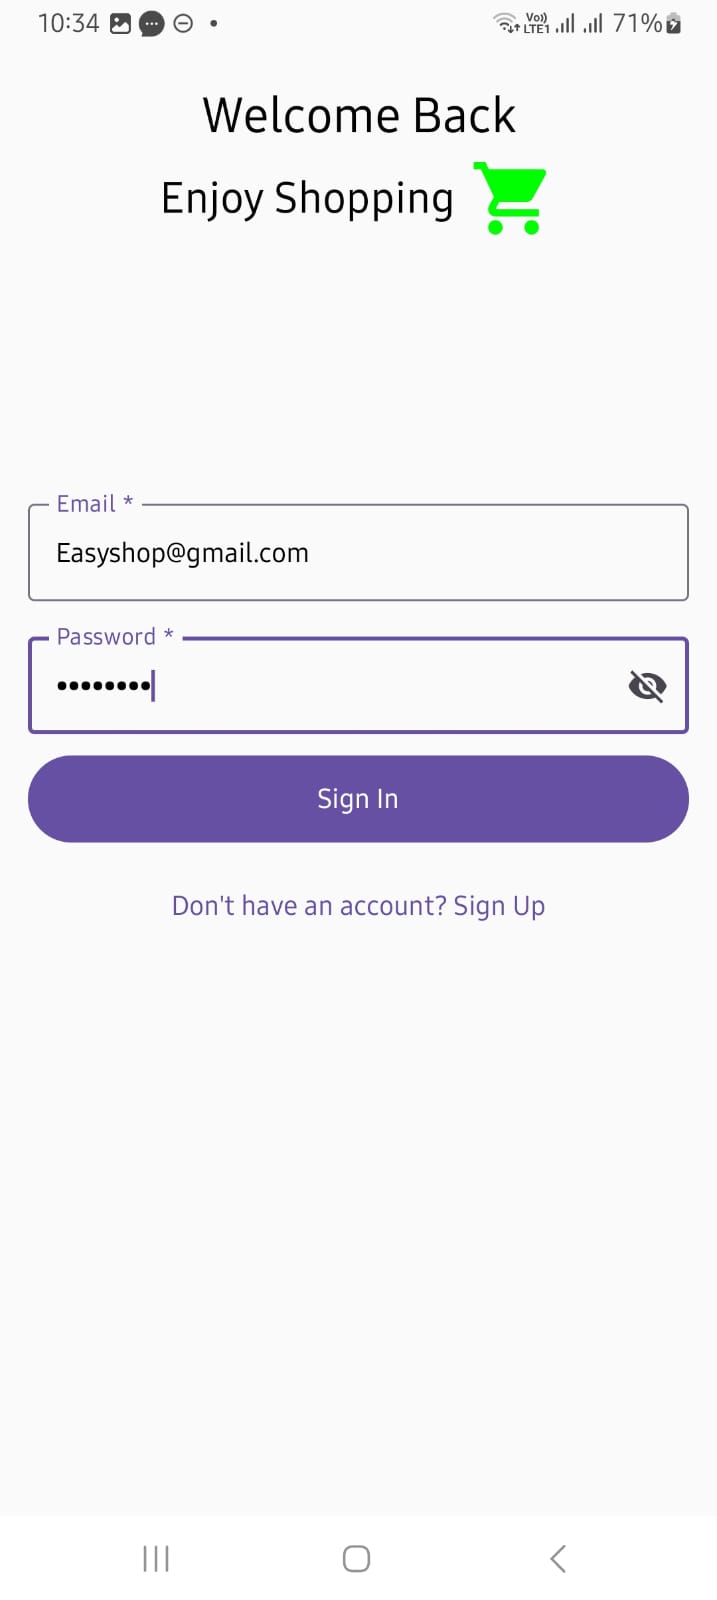 10:34 Vo)) LTE1 71%
Welcome Back
Enjoy Shopping
Email *
Easyshop@gmail.com
Password *
••••••••
Sign In
Don't have an account? Sign Up